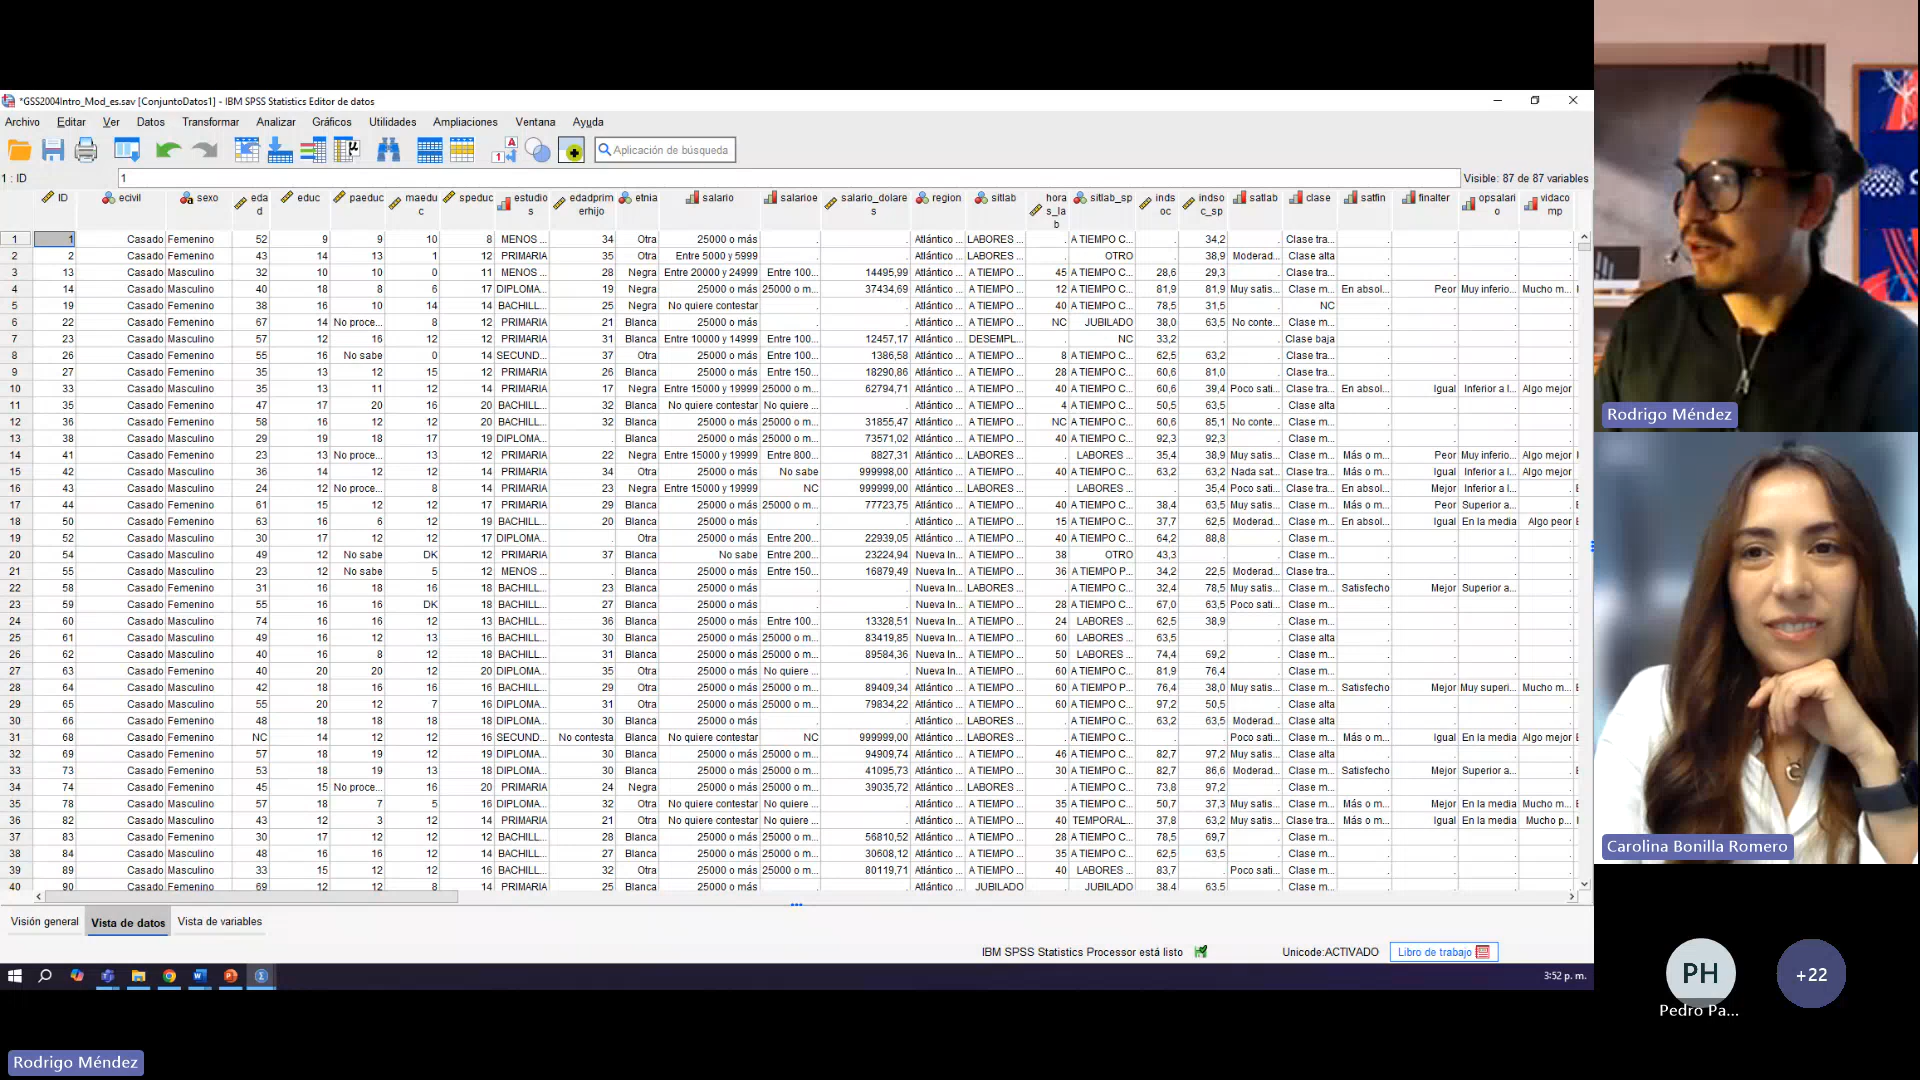 *GSS2004Intro_Mod_es.sav [ConjuntoDatos1] - IBM SPSS Statistics Editor de datos
Archivo Editar Ver Datos Transformar Analizar Gráficos Utilidades Ampliaciones Ventana Ayuda
Aplicación de búsqueda
1 : ID 1 Visible: 87 de 87 variables
ID ecivil sexo edad educ paeduc maeduc speduc estudios edadprimerhijo etnia salario salarioe salario_dolares region sitlab horas_lab sitlab_sp indsoc indsoc_sp satlab clase satfin finalter opsalario vidacomp
1 1 Casado Femenino 52 9 9 10 8 MENOS ... 34 Otra 25000 o más . . Atlántico ... LABORES ... . A TIEMPO C... . 34,2 . Clase tra... . . . .
2 2 Casado Femenino 43 14 13 1 12 PRIMARIA 35 Otra Entre 5000 y 5999 . . Atlántico ... LABORES ... . OTRO . 38,9 Moderad... Clase alta . . . .
3 13 Casado Masculino 32 10 10 0 11 MENOS ... 28 Negra Entre 20000 y 24999 Entre 100... 14495,99 Atlántico ... A TIEMPO ... 45 A TIEMPO C... 28,6 29,3 . Clase tra... . . . .
4 14 Casado Masculino 40 18 8 6 17 DIPLOMA... 19 Negra 25000 o más 25000 o m... 37434,69 Atlántico ... A TIEMPO ... 12 A TIEMPO C... 81,9 81,9 Muy satis... Clase m... En absol... Peor Muy inferio... Mucho m...
5 19 Casado Femenino 38 16 10 14 14 BACHILL... 25 Negra No quiere contestar . . Atlántico ... A TIEMPO ... 40 A TIEMPO C... 78,5 31,5 . NC . . . .
6 22 Casado Femenino 67 14 No proce... 8 12 PRIMARIA 21 Blanca 25000 o más . . Atlántico ... A TIEMPO ... NC JUBILADO 38,0 63,5 No conte... Clase m... . . . .
7 23 Casado Masculino 57 12 16 12 12 PRIMARIA 31 Blanca Entre 10000 y 14999 Entre 100... 12457,17 Atlántico ... DESEMPL... . NC 33,2 . . Clase baja . . . .
8 26 Casado Femenino 55 16 No sabe 0 14 SECUND... 37 Otra 25000 o más Entre 100... 1386,58 Atlántico ... A TIEMPO ... 8 A TIEMPO C... 62,5 63,2 . Clase tra... . . . .
9 27 Casado Femenino 35 13 12 15 12 PRIMARIA 26 Blanca 25000 o más Entre 150... 18290,86 Atlántico ... A TIEMPO ... 28 A TIEMPO C... 60,6 81,0 . Clase tra... . . . .
10 33 Casado Masculino 35 13 11 12 14 PRIMARIA 17 Negra Entre 15000 y 19999 25000 o m... 62794,71 Atlántico ... A TIEMPO ... 40 A TIEMPO C... 60,6 39,4 Poco sati... Clase tra... En absol... Igual Inferior a l... Algo mejor
11 35 Casado Femenino 47 17 20 16 20 BACHILL... 32 Blanca No quiere contestar No quiere ... . Atlántico ... A TIEMPO ... 4 A TIEMPO C... 50,5 63,5 . Clase alta . . . .
12 36 Casado Femenino 58 16 12 12 20 BACHILL... 32 Blanca 25000 o más 25000 o m... 31855,47 Atlántico ... A TIEMPO ... NC A TIEMPO C... 60,6 85,1 No conte... Clase m... . . . .
13 38 Casado Masculino 29 19 18 17 19 DIPLOMA... . Blanca 25000 o más 25000 o m... 73571,02 Atlántico ... A TIEMPO ... 40 A TIEMPO C... 92,3 92,3 . Clase m... . . . .
14 41 Casado Femenino 23 13 No proce... 13 12 PRIMARIA 22 Negra Entre 15000 y 19999 Entre 800... 8827,31 Atlántico ... LABORES ... . LABORES ... 35,4 38,9 Muy satis... Clase m... Más o m... Peor Muy inferio... Algo mejor
15 42 Casado Masculino 36 14 12 12 14 PRIMARIA 34 Otra 25000 o más No sabe 999998,00 Atlántico ... A TIEMPO ... 40 A TIEMPO C... 63,2 63,2 Nada sat... Clase tra... Más o m... Igual Inferior a l... Algo mejor
16 43 Casado Masculino 24 12 No proce... 8 14 PRIMARIA 23 Negra Entre 15000 y 19999 NC 999999,00 Atlántico ... LABORES ... . LABORES ... . 35,4 Poco sati... Clase tra... En absol... Mejor Inferior a l... .
17 44 Casado Masculino 61 15 12 12 17 PRIMARIA 29 Blanca 25000 o más 25000 o m... 77723,75 Atlántico ... A TIEMPO ... 40 A TIEMPO C... 38,4 63,5 Muy satis... Clase m... Más o m... Peor Superior a... .
18 50 Casado Femenino 63 16 6 12 19 BACHILL... 20 Blanca 25000 o más . . Atlántico ... A TIEMPO ... 15 A TIEMPO C... 37,7 62,5 Moderad... Clase m... En absol... Igual En la media Algo peor
19 52 Casado Masculino 30 17 12 12 17 DIPLOMA... . Otra 25000 o más Entre 200... 22939,05 Atlántico ... A TIEMPO ... 40 A TIEMPO C... 64,2 88,8 . Clase m... . . . .
20 54 Casado Masculino 49 12 No sabe DK 12 PRIMARIA 37 Blanca No sabe Entre 200... 23224,94 Nueva In... A TIEMPO ... 38 OTRO 43,3 . . Clase m... . . . .
21 55 Casado Masculino 23 12 No sabe 5 12 MENOS ... . Blanca 25000 o más Entre 150... 16879,49 Nueva In... A TIEMPO ... 36 A TIEMPO P... 34,2 22,5 Moderad... Clase tra... . . . .
22 58 Casado Femenino 31 16 18 16 18 BACHILL... 23 Blanca 25000 o más . . Nueva In... LABORES ... . A TIEMPO C... 32,4 78,5 Muy satis... Clase m... Satisfecho Mejor Superior a... .
23 59 Casado Femenino 55 16 16 DK 18 BACHILL... 27 Blanca 25000 o más . . Nueva In... A TIEMPO ... 28 A TIEMPO C... 67,0 63,5 Poco sati... Clase m... . . . .
24 60 Casado Masculino 74 16 16 12 13 BACHILL... 36 Blanca 25000 o más Entre 100... 13328,51 Nueva In... A TIEMPO ... 24 LABORES ... 62,5 38,9 . Clase m... . . . .
25 61 Casado Masculino 49 16 12 13 16 BACHILL... 30 Blanca 25000 o más 25000 o m... 83419,85 Nueva In... A TIEMPO ... 60 LABORES ... 63,5 . . Clase alta . . . .
26 62 Casado Masculino 40 16 8 12 18 BACHILL... 31 Blanca 25000 o más 25000 o m... 89584,36 Nueva In... A TIEMPO ... 50 LABORES ... 74,4 69,2 . Clase m... . . . .
27 63 Casado Femenino 40 20 20 12 20 DIPLOMA... 35 Otra 25000 o más No quiere ... . Nueva In... A TIEMPO ... 60 A TIEMPO C... 81,9 76,4 . Clase m... . . . .
28 64 Casado Masculino 42 18 16 16 16 BACHILL... 29 Otra 25000 o más 25000 o m... 89409,34 Atlántico ... A TIEMPO ... 60 A TIEMPO P... 76,4 38,0 Muy satis... Clase m... Satisfecho Mejor Muy superi... Mucho m...
29 65 Casado Masculino 55 20 12 7 16 DIPLOMA... 31 Otra 25000 o más 25000 o m... 79834,22 Atlántico ... A TIEMPO ... 60 A TIEMPO C... 97,2 50,5 . Clase alta . . . .
30 66 Casado Femenino 48 18 18 18 18 DIPLOMA... 30 Blanca 25000 o más . . Atlántico ... LABORES ... . A TIEMPO C... 63,2 63,5 Moderad... Clase alta . . . .
31 68 Casado Femenino NC 14 12 12 16 SECUND... No contesta Blanca No quiere contestar NC 999999,00 Atlántico ... LABORES ... . A TIEMPO C... . . Poco sati... Clase m... Más o m... Igual En la media Algo mejor
32 69 Casado Femenino 57 18 19 12 19 DIPLOMA... 30 Blanca 25000 o más 25000 o m... 94909,74 Atlántico ... A TIEMPO ... 46 A TIEMPO C... 82,7 97,2 Muy satis... Clase alta . . . .
33 73 Casado Femenino 53 18 19 13 18 DIPLOMA... 30 Blanca 25000 o más 25000 o m... 41095,73 Atlántico ... A TIEMPO ... 30 A TIEMPO C... 82,7 86,6 Moderad... Clase m... Satisfecho Mejor Superior a... .
34 74 Casado Femenino 45 15 No proce... 16 20 PRIMARIA 24 Negra 25000 o más 25000 o m... 39035,72 Atlántico ... A TIEMPO ... . A TIEMPO C... 73,8 97,2 . Clase m... . . . .
35 78 Casado Masculino 57 18 7 5 16 DIPLOMA... 32 Otra No quiere contestar No quiere ... . Atlántico ... A TIEMPO ... 35 A TIEMPO C... 50,7 37,3 Muy satis... Clase m... Más o m... Mejor En la media Mucho m...
36 82 Casado Masculino 43 12 3 12 14 PRIMARIA 21 Otra No quiere contestar No quiere ... . Atlántico ... A TIEMPO ... 40 TEMPORAL... 37,8 63,2 Muy satis... Clase tra... Más o m... Igual En la media Mucho p...
37 83 Casado Femenino 30 17 12 12 12 BACHILL... 28 Blanca 25000 o más 25000 o m... 56810,52 Atlántico ... A TIEMPO ... 28 A TIEMPO C... 78,5 69,7 . Clase m... . . . .
38 84 Casado Masculino 48 16 16 12 14 BACHILL... 27 Blanca 25000 o más 25000 o m... 30608,12 Atlántico ... A TIEMPO ... 35 A TIEMPO C... 62,5 63,5 . Clase m... . . . .
39 89 Casado Masculino 33 15 12 12 16 BACHILL... 32 Otra 25000 o más 25000 o m... 80119,71 Atlántico ... A TIEMPO ... 40 LABORES ... 83,7 . Poco sati... Clase m... . . . .
40 90 Casado Femenino 69 12 12 8 14 PRIMARIA 25 Blanca 25000 o más . . Atlántico ... JUBILADO . JUBILADO 38,4 63,5 . Clase m... . . . .
Visión general Vista de datos Vista de variables
IBM SPSS Statistics Processor está listo Unicode:ACTIVADO Libro de trabajo
3:52 p. m.
Rodrigo Méndez
Carolina Bonilla Romero
PH +22
Pedro Pa...
Rodrigo Méndez